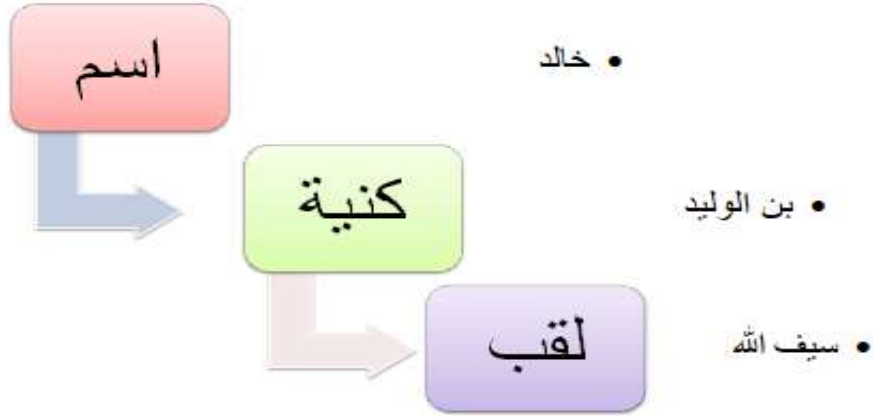 اسم
• خالد
كنية
• بن الوليد
لقب
• سيف الله